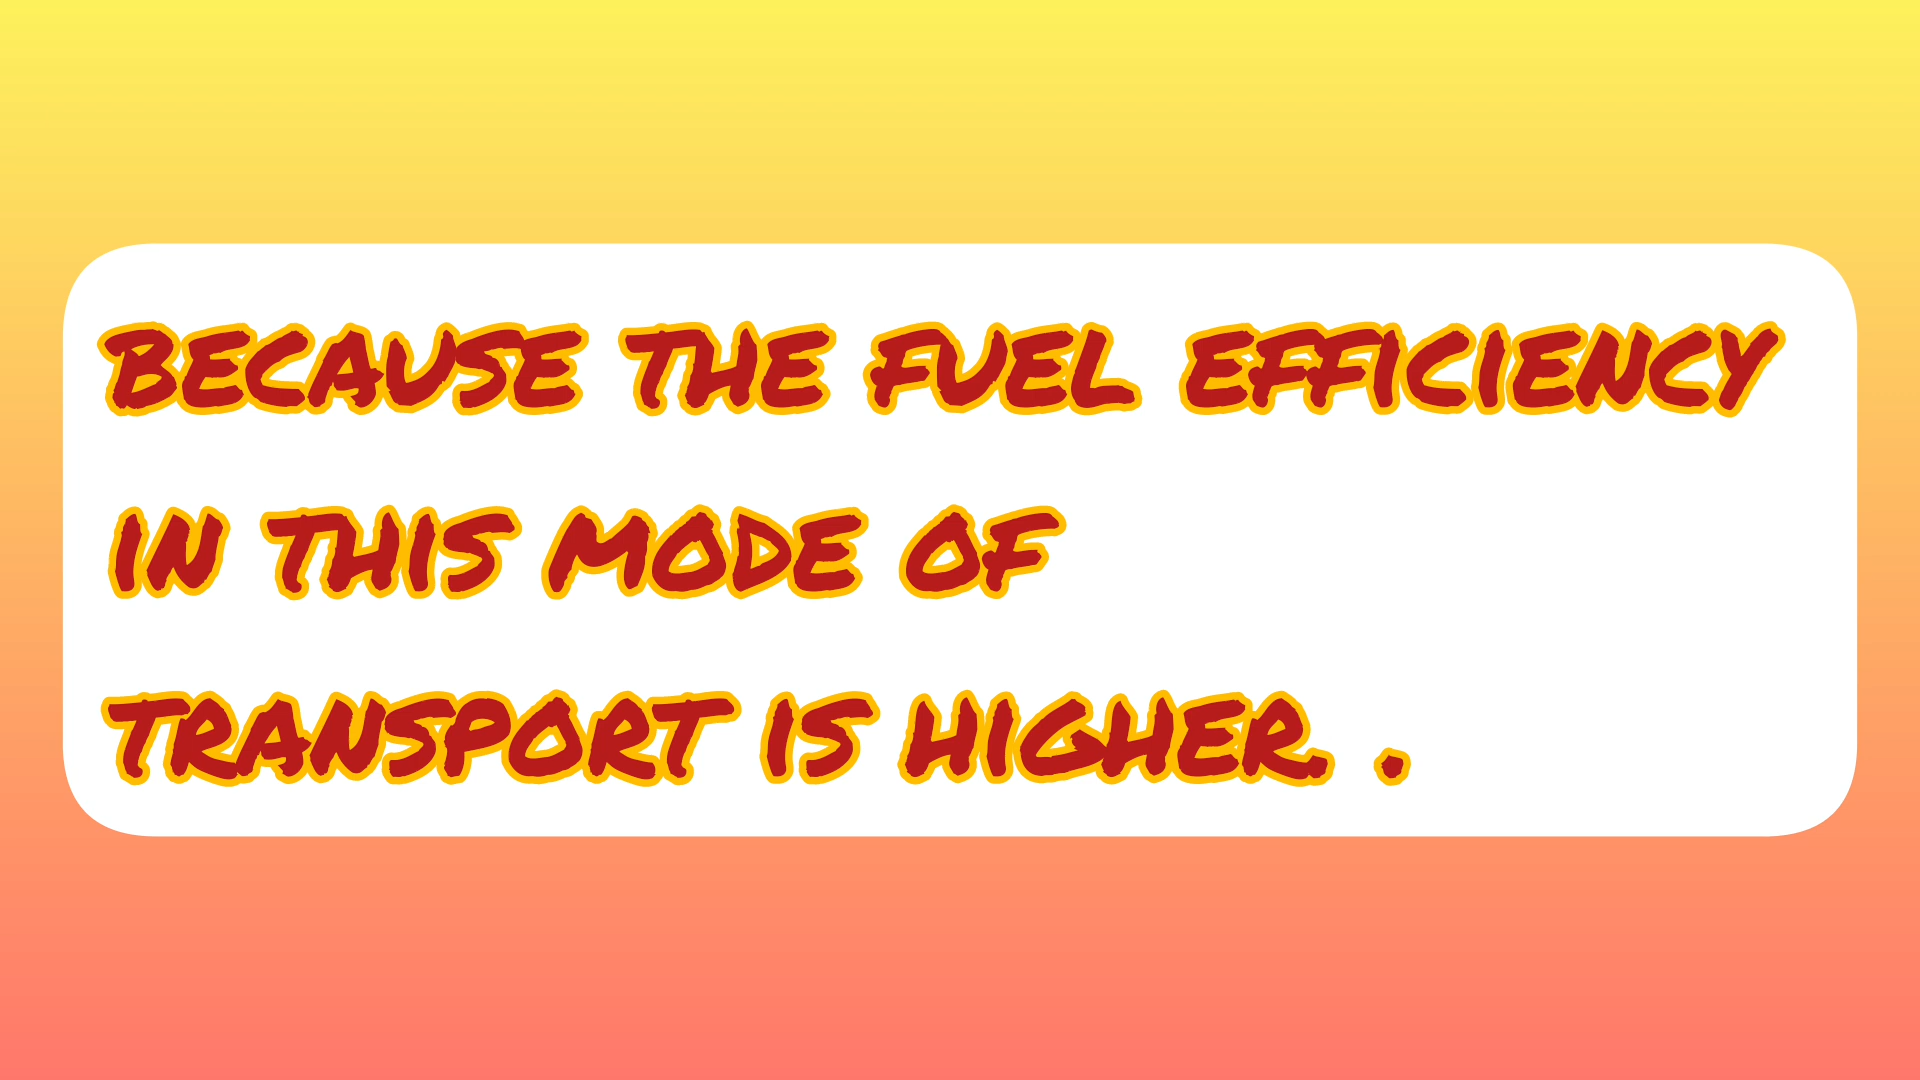 BECAUSE THE FUEL EFFICIENCY
IN THIS MODE OF
TRANSPORT IS HIGHER. .